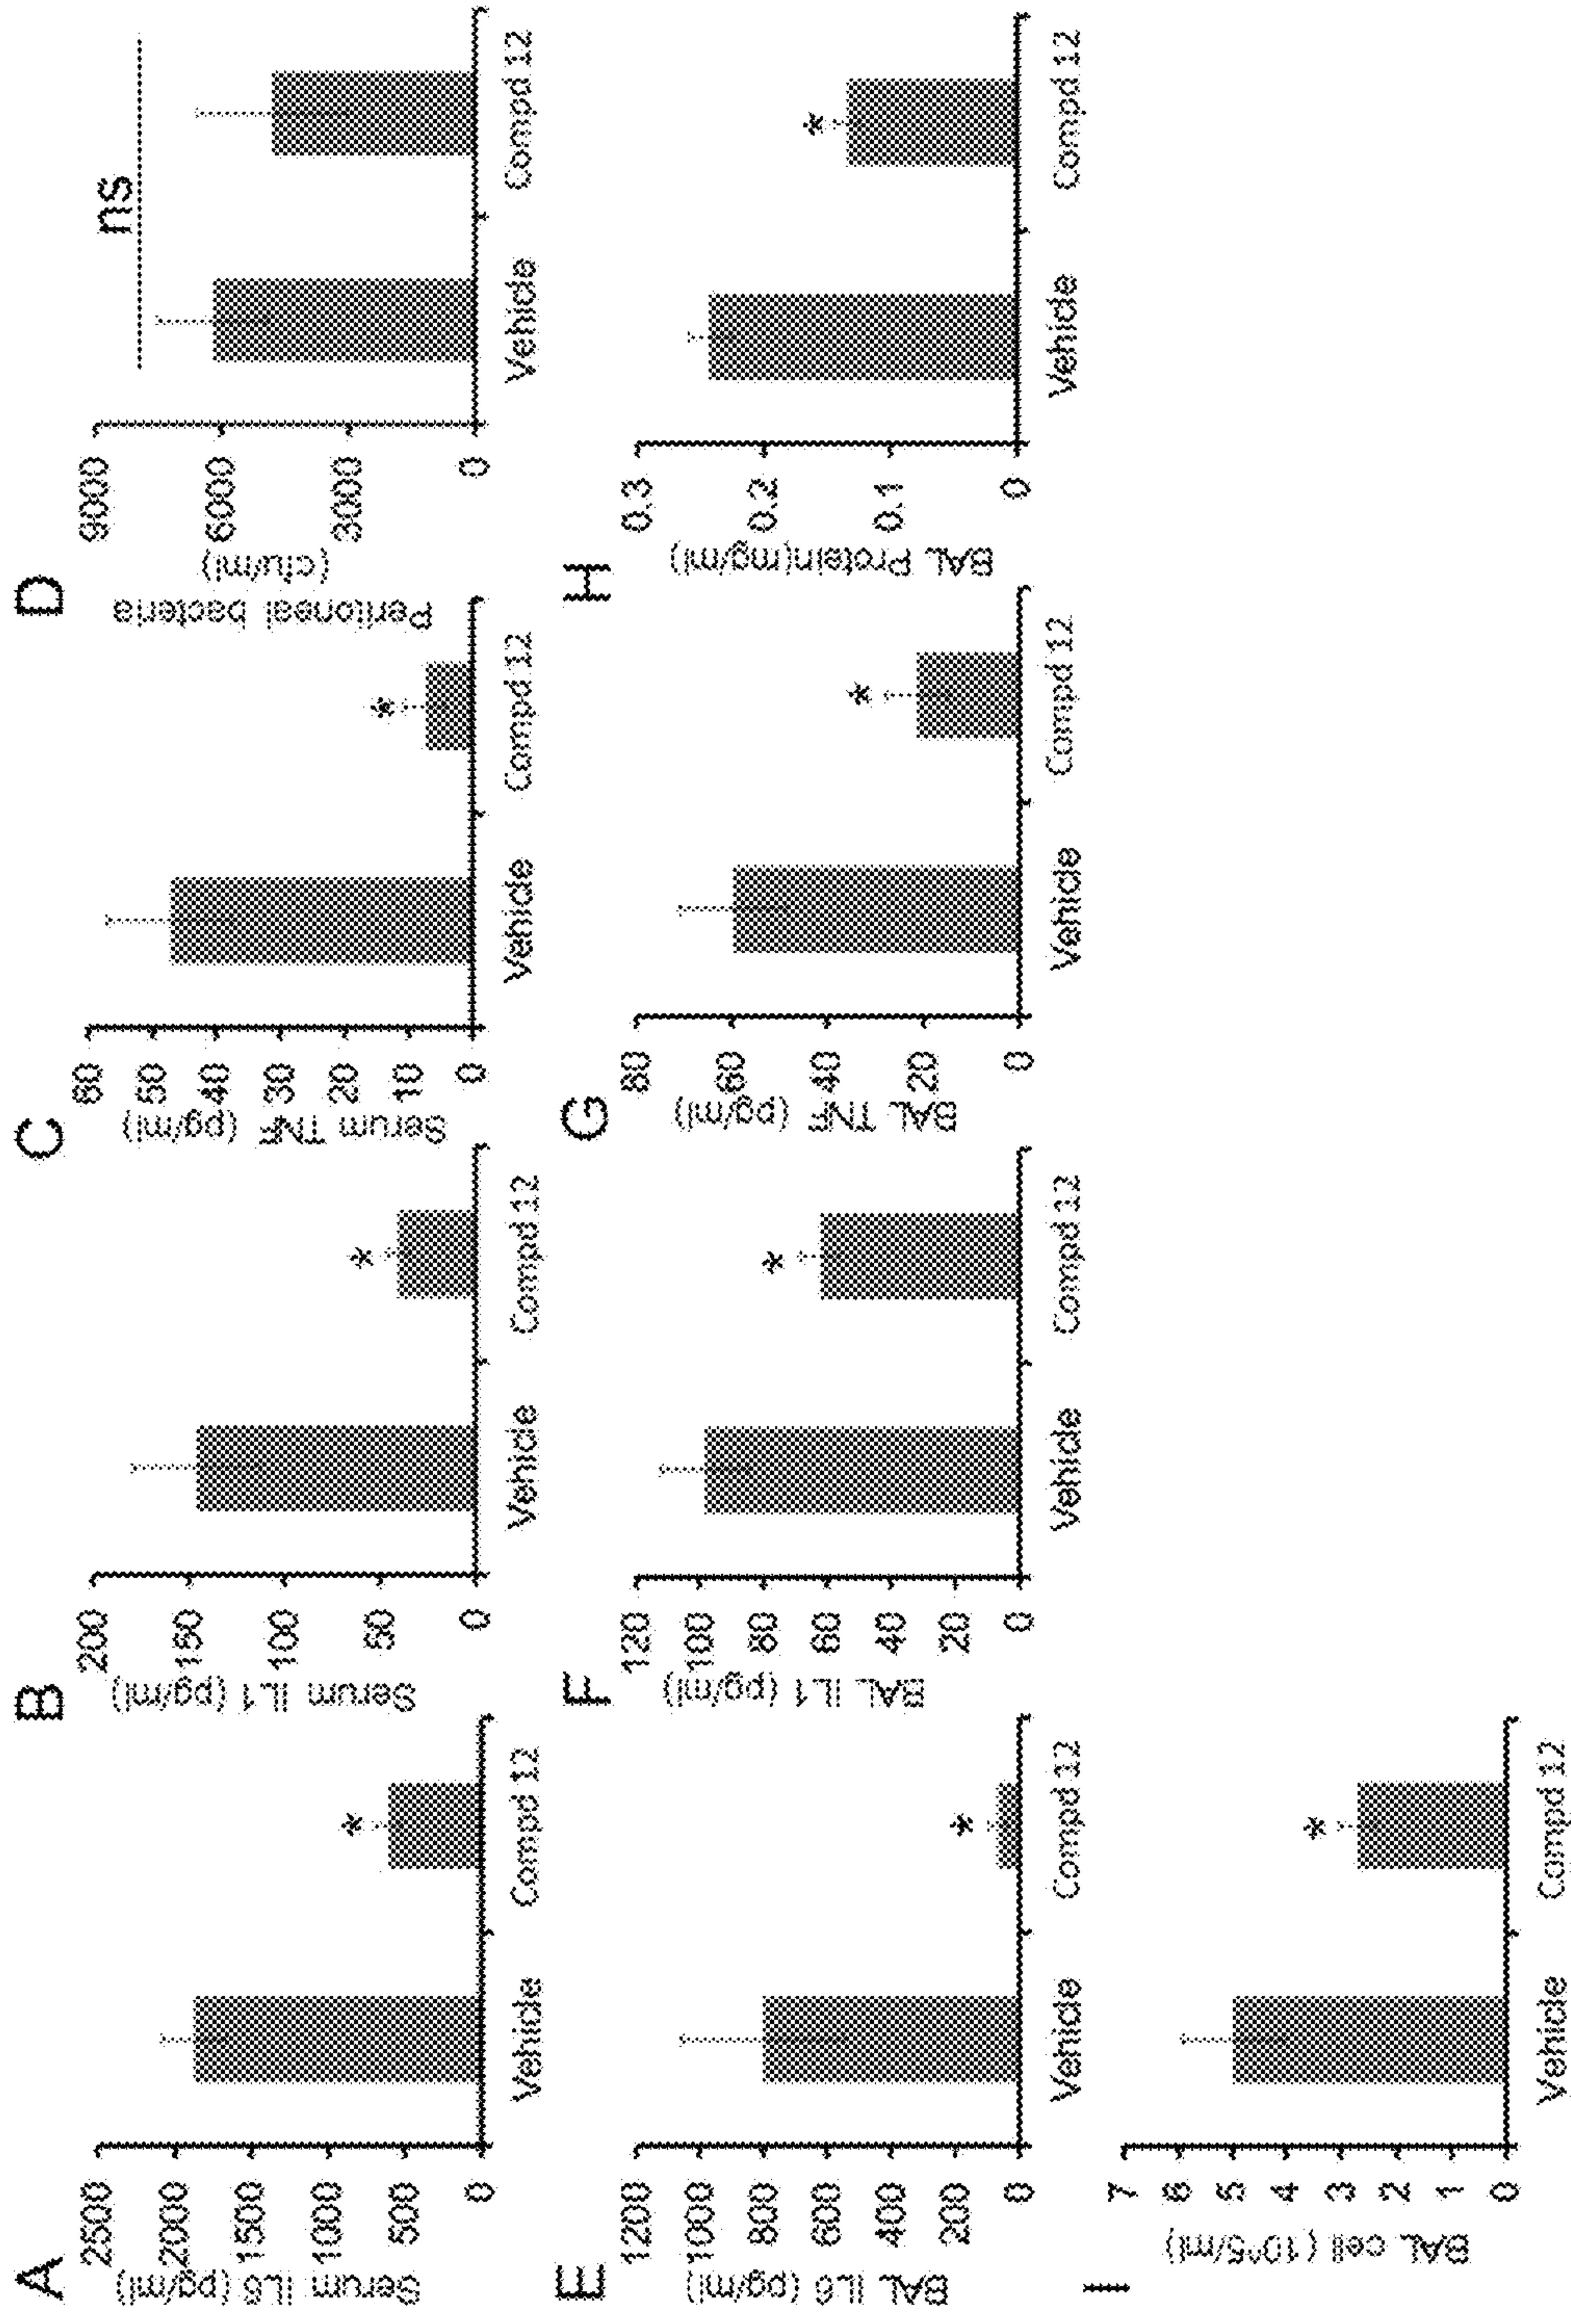 A
Serum iL6 (pg/ml)
2500
2000
1500
1000
500
0
*
Vehicle
Compd 12
B
Serum iL1 (pg/ml)
200
150
100
50
0
*
Vehicle
Compd 12
C
Serum TNF (pg/ml)
60
50
40
30
20
10
0
*
Vehicle
Compd 12
D
Peritoneal bacteria
(cfu/ml)
9000
6000
3000
0
ns
Vehicle
Compd 12
E
BAL iL6 (pg/ml)
1200
1000
800
600
400
200
0
*
Vehicle
Compd 12
F
BAL iL1 (pg/ml)
120
100
80
60
40
20
0
*
Vehicle
Compd 12
G
BAL TNF (pg/ml)
80
60
40
20
0
*
Vehicle
Compd 12
H
BAL Protein(mg/ml)
0.3
0.2
0.1
0
*
Vehicle
Compd 12
I
BAL cell (10^5/ml)
7
6
5
4
3
2
1
0
*
Vehicle
Compd 12